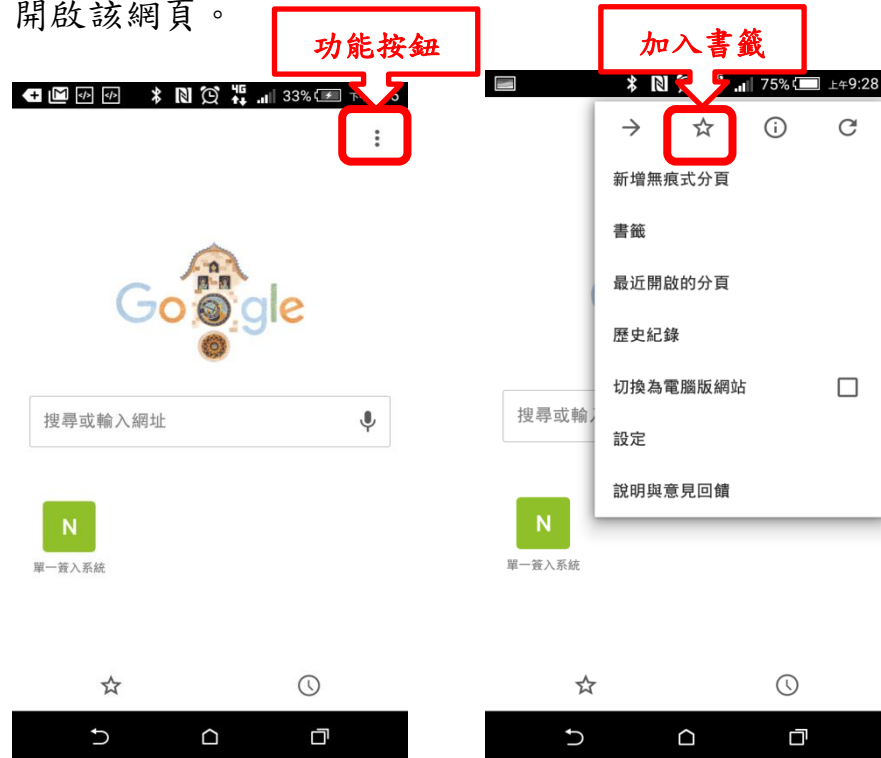 開啟該網頁。
功能按鈕
加入書籤
4G
33%
Google
搜尋或輸入網址
N
單一簽入系統
75%
上午9:28
新增無痕式分頁
書籤
最近開啟的分頁
歷史紀錄
切換為電腦版網站
設定
說明與意見回饋
搜尋或輸
N
單一簽入系統